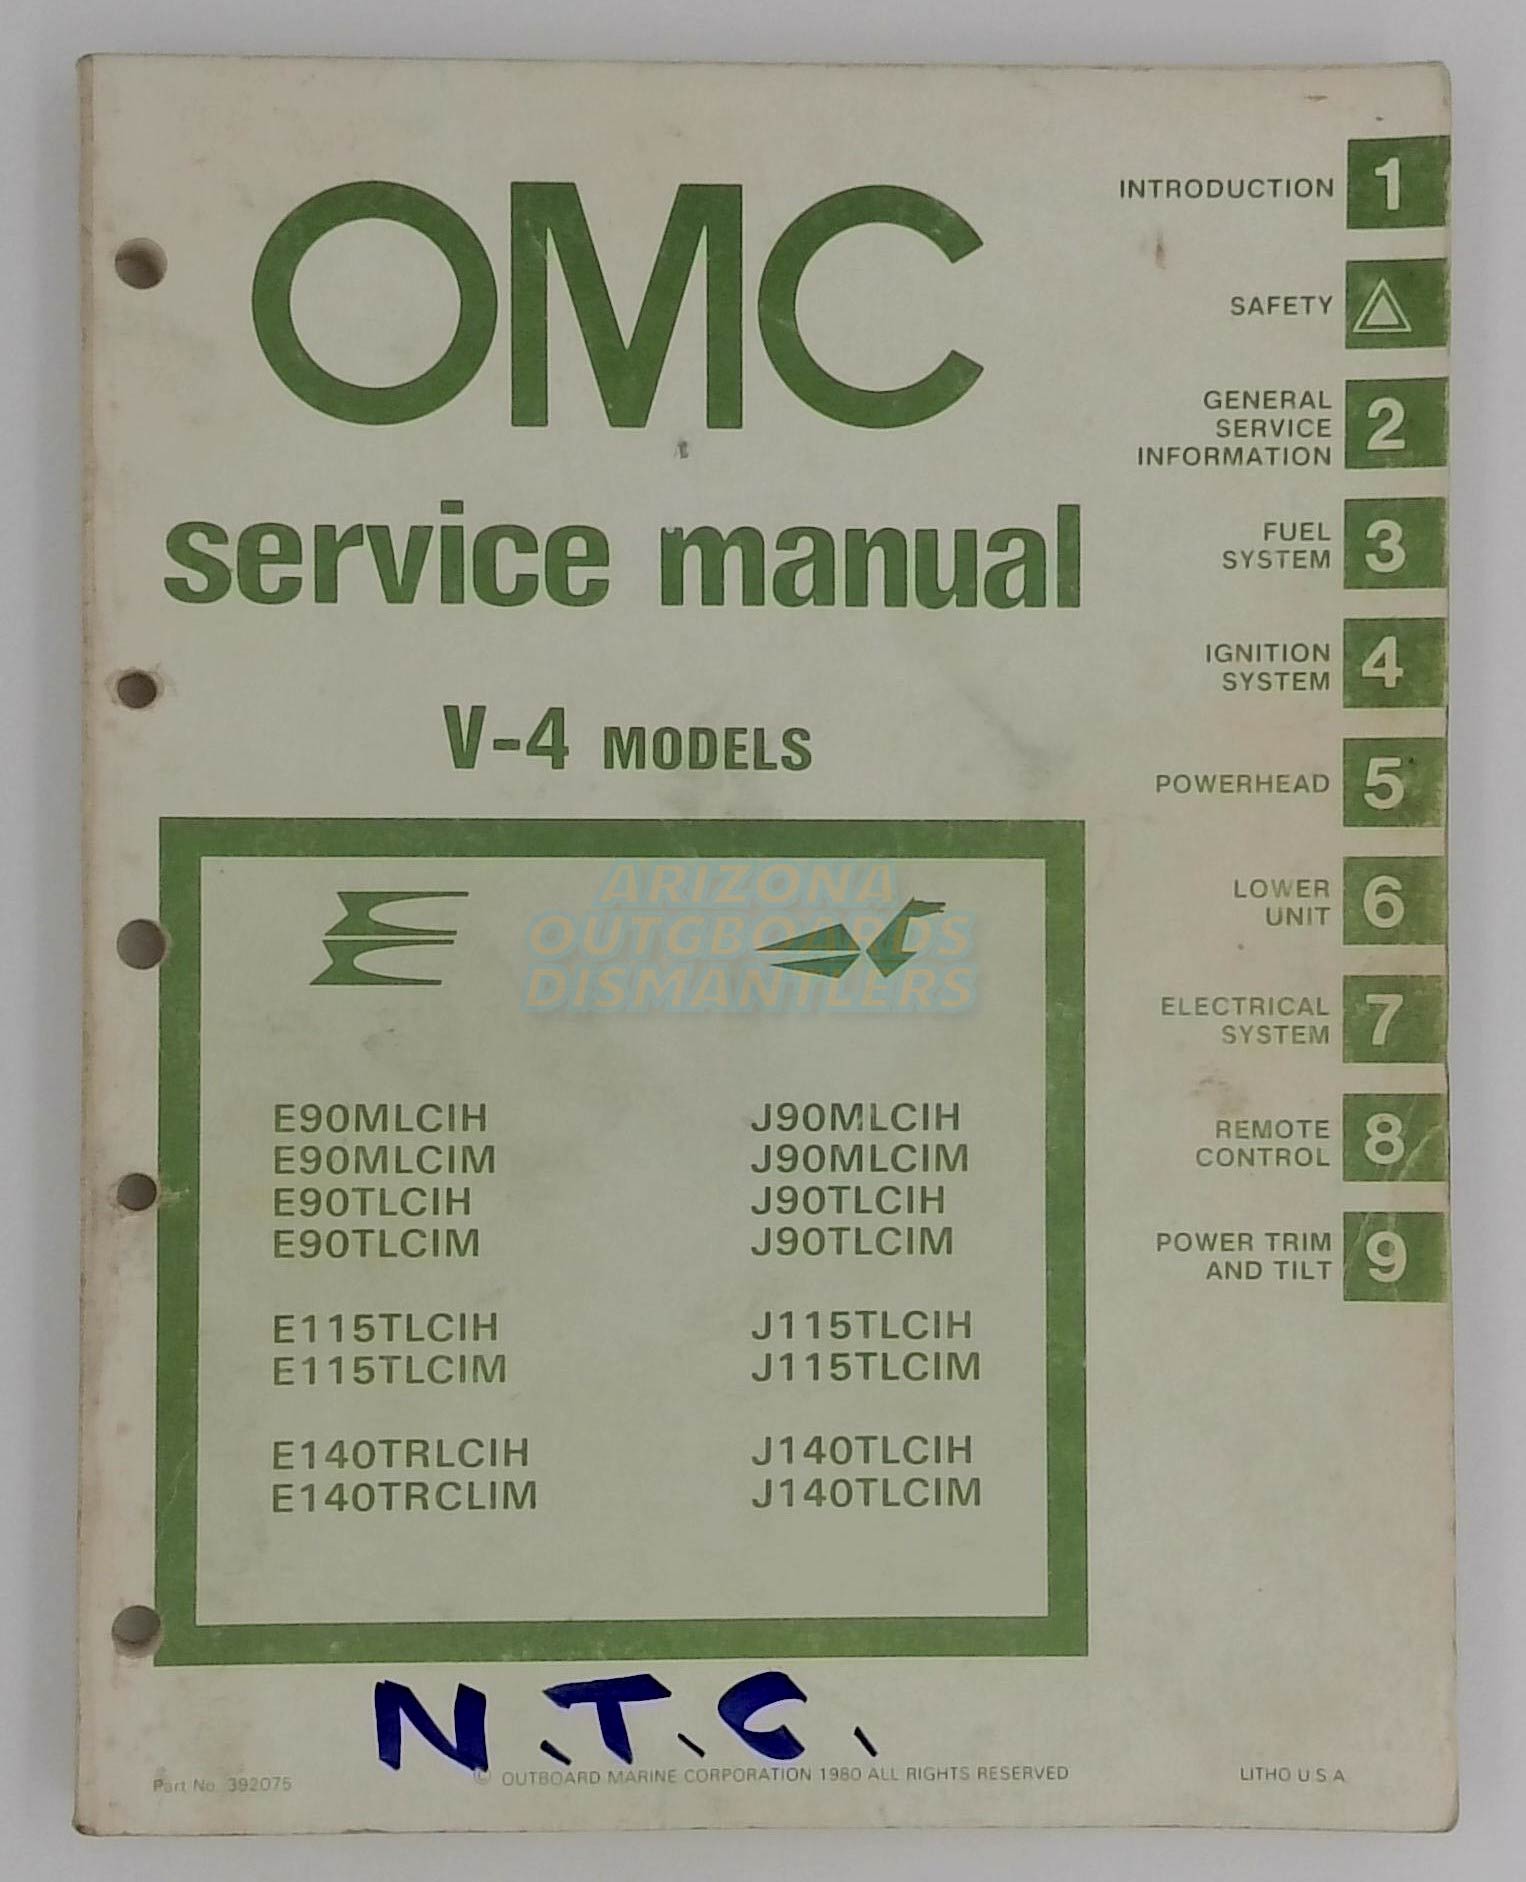 OMC
service manual
V-4 MODELS
ARIZONA
OUTGBOARDS
DISMANTLERS
E90MLCIH
E90MLCIM
E90TLCIH
E90TLCIM
E115TLCIH
E115TLCIM
E140TRLCIH
E140TRCLIM
J90MLCIH
J90MLCIM
J90TLCIH
J90TLCIM
J115TLCIH
J115TLCIM
J140TLCIH
J140TLCIM
INTRODUCTION 1
SAFETY
GENERAL
SERVICE
INFORMATION 2
FUEL
SYSTEM 3
IGNITION
SYSTEM 4
POWERHEAD 5
LOWER
UNIT 6
ELECTRICAL
SYSTEM 7
REMOTE
CONTROL 8
POWER TRIM
AND TILT 9
N.T.C.
Part No. 392075
© OUTBOARD MARINE CORPORATION 1980 ALL RIGHTS RESERVED
LITHO U.S.A.